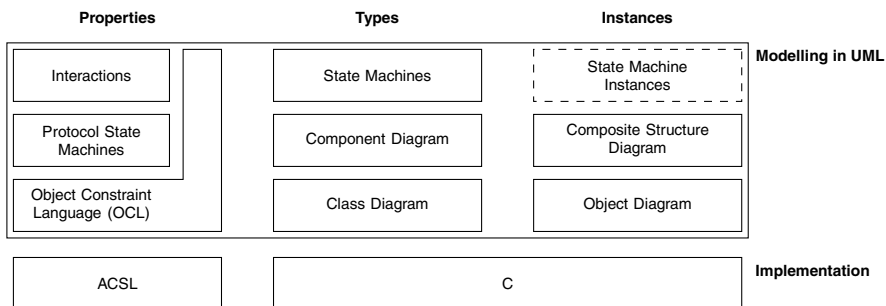 Properties
Types
Instances
Modelling in UML
Interactions
State Machines
State Machine
Instances
Protocol State
Machines
Component Diagram
Composite Structure
Diagram
Object Constraint
Language (OCL)
Class Diagram
Object Diagram
Implementation
ACSL
C